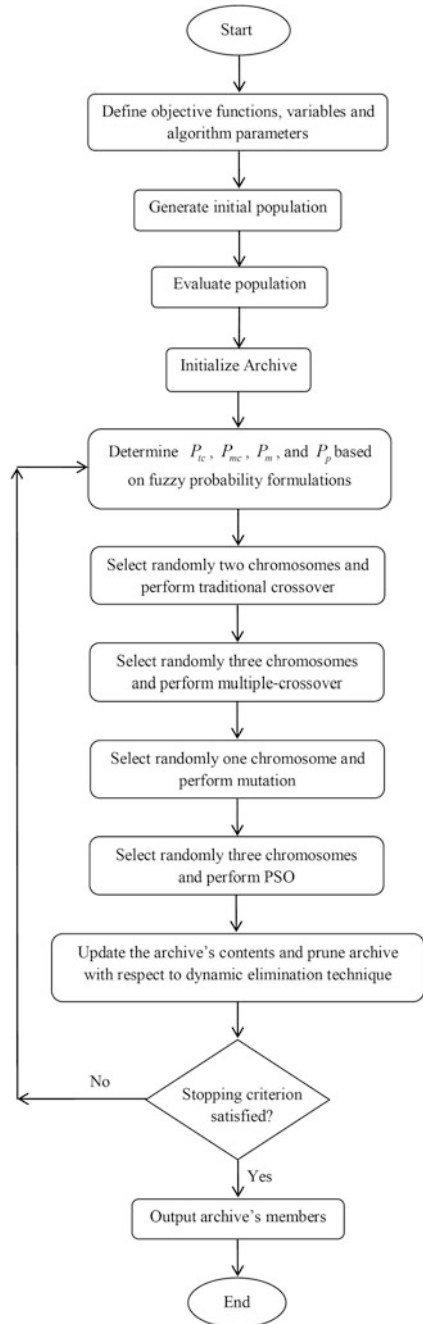 Start
Define objective functions, variables and
algorithm parameters
Generate initial population
Evaluate population
Initialize Archive
Determine P_tc, P_mc, P_m, and P_p based
on fuzzy probability formulations
Select randomly two chromosomes and
perform traditional crossover
Select randomly three chromosomes
and perform multiple-crossover
Select randomly one chromosome and
perform mutation
Select randomly three chromosomes
and perform PSO
Update the archive's contents and prune archive
with respect to dynamic elimination technique
No
Stopping criterion
satisfied?
Yes
Output archive's members
End